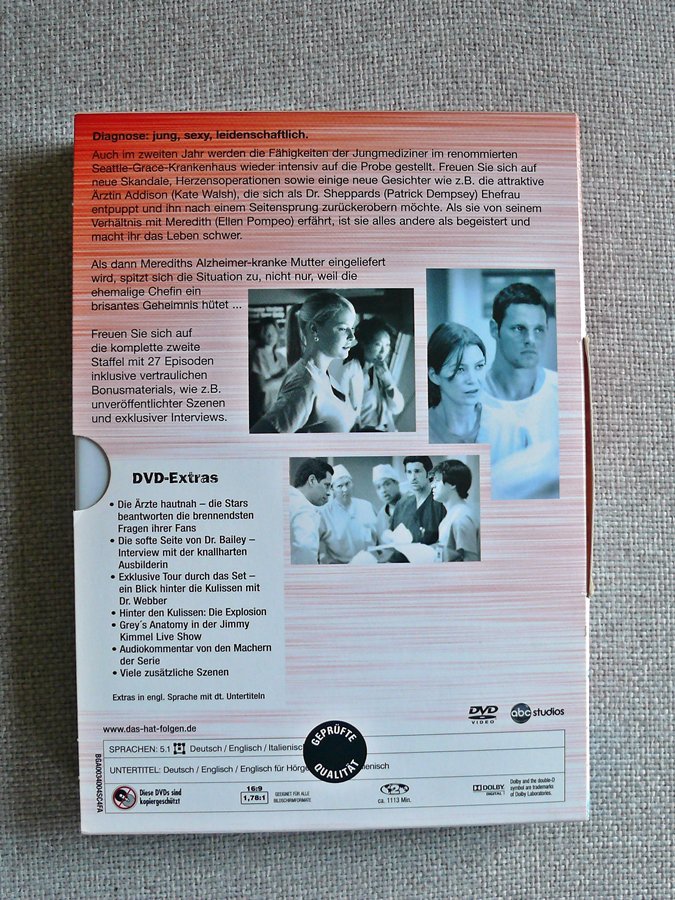 Diagnose: jung, sexy, leidenschaftlich.
Auch im zweiten Jahr werden die Fähigkeiten der Jungmediziner im renommierten
Seattle-Grace-Krankenhaus wieder intensiv auf die Probe gestellt. Freuen Sie sich auf
neue Skandale, Herzensoperationen sowie einige neue Gesichter wie z.B. die attraktive
Ärztin Addison (Kate Walsh), die sich als Dr. Sheppards (Patrick Dempsey) Ehefrau
entpuppt und ihn nach einem Seitensprung zurückerobern möchte. Als sie von seinem
Verhältnis mit Meredith (Ellen Pompeo) erfährt, ist sie alles andere als begeistert und
macht ihr das Leben schwer.
Als dann Merediths Alzheimer-kranke Mutter eingeliefert
wird, spitzt sich die Situation zu, nicht nur, weil die
ehemalige Chefin ein
brisantes Geheimnis hütet ...
Freuen Sie sich auf
die komplette zweite
Staffel mit 27 Episoden
inklusive vertraulichen
Bonusmaterials, wie z.B.
unveröffentlichter Szenen
und exklusiver Interviews.
DVD-Extras
• Die Ärzte hautnah – die Stars
beantworten die brennendsten
Fragen ihrer Fans
• Die softe Seite von Dr. Bailey –
Interview mit der knallharten
Ausbilderin
• Exklusive Tour durch das Set –
ein Blick hinter die Kulissen mit
Dr. Webber
• Hinter den Kulissen: Die Explosion
• Grey´s Anatomy in der Jimmy
Kimmel Live Show
• Audiokommentar von den Machern
der Serie
• Viele zusätzliche Szenen
Extras in engl. Sprache mit dt. Untertiteln
DVD
VIDEO
abc studios
www.das-hat-folgen.de
SPRACHEN: 5.1 Deutsch / Englisch / Italienisc
GEPRÜFTE
QUALITÄT
UNTERTITEL: Deutsch / Englisch / Englisch für Hörge enisch
Diese DVDs sind
kopiergeschützt
16:9
1,78:1
GEEIGNET FÜR ALLE
BILDSCHIRMFORMATE
ca. 1113 Min.
DOLBY
DIGITAL
Dolby and the double-D
symbol are trademarks
of Dolby Laboratories.